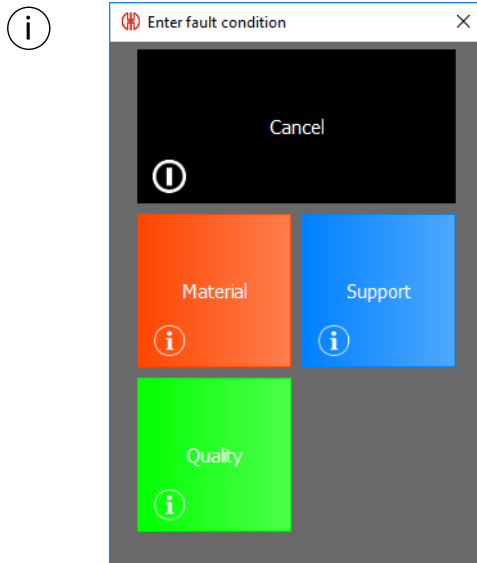 Enter fault condition
Cancel
Material
Support
Quality